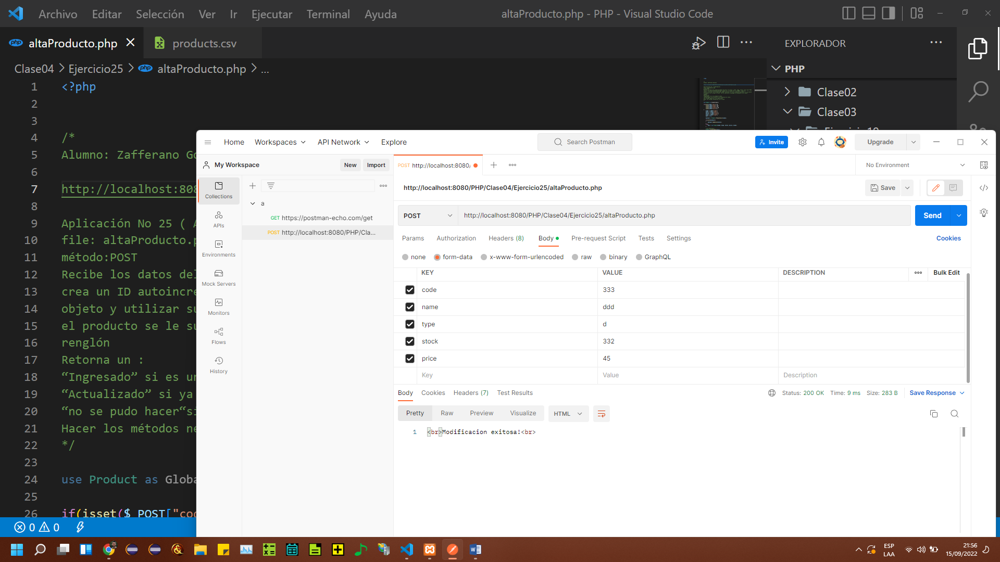 Archivo Editar Selección Ver Ir Ejecutar Terminal Ayuda altaProducto.php - PHP - Visual Studio Code
php altaProducto.php products.csv EXPLORADOR
Clase04 > Ejercicio25 > php altaProducto.php > ...
PHP
Clase02
Clase03
1 <?php
2
3
4 /*
5 Alumno: Zafferano
6
7 http://localhost:808
8
9 Aplicación No 25 (
10 file: altaProducto.
11 método:POST
12 Recibe los datos del
13 crea un ID
14 objeto y utilizar
15 el producto se le
16 renglón
17 Retorna un :
18 “Ingresado” si es
19 “Actualizado” si ya
20 “no se pudo hacer“si
21 Hacer los métodos
22 */
23
24 use Product as
25
26 if(isset($_POST["
0 0
Home Workspaces API Network Explore Search Postman Invite Upgrade
My Workspace New Import POST http://localhost:8080/ No Environment
Collections
APIs
Environments
Mock Servers
Monitors
Flows
History
a
GET https://postman-echo.com/get
POST http://localhost:8080/PHP/Cla...
http://localhost:8080/PHP/Clase04/Ejercicio25/altaProducto.php Save
POST http://localhost:8080/PHP/Clase04/Ejercicio25/altaProducto.php Send
Params Authorization Headers (8) Body Pre-request Script Tests Settings Cookies
none form-data x-www-form-urlencoded raw binary GraphQL
KEY VALUE DESCRIPTION Bulk Edit
code 333
name ddd
type d
stock 332
price 45
Key Value Description
Body Cookies Headers (7) Test Results Status: 200 OK Time: 9 ms Size: 283 B Save Response
Pretty Raw Preview Visualize HTML
1 <br>Modificacion exitosa!<br>
ESP
LAA
21:56
15/09/2022